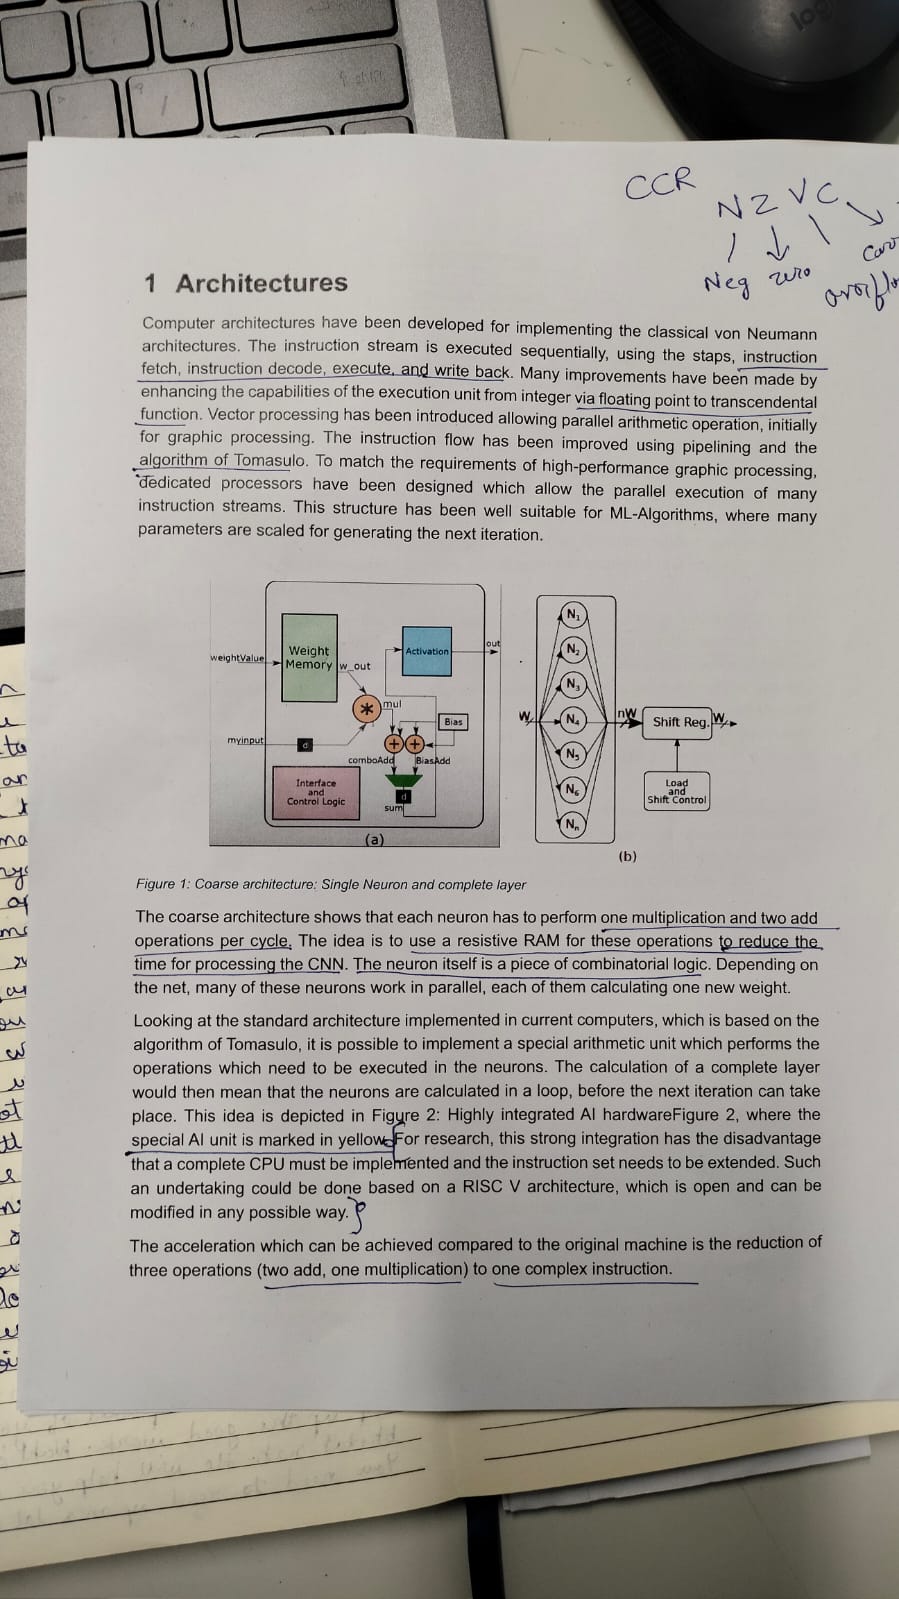 CCR
N Z V C
Neg zero
1 Architectures
Computer architectures have been developed for implementing the classical von Neumann
architectures. The instruction stream is executed sequentially, using the staps, instruction
fetch, instruction decode, execute, and write back. Many improvements have been made by
enhancing the capabilities of the execution unit from integer via floating point to transcendental
function. Vector processing has been introduced allowing parallel arithmetic operation, initially
for graphic processing. The instruction flow has been improved using pipelining and the
algorithm of Tomasulo. To match the requirements of high-performance graphic processing,
dedicated processors have been designed which allow the parallel execution of many
instruction streams. This structure has been well suitable for ML-Algorithms, where many
parameters are scaled for generating the next iteration.
weightValue
Weight
Memory
w_out
Activation
out
mul
Bias
myinput
d
comboAdd
BiasAdd
Interface
and
Control Logic
d
sum
(a)
W
N1
N2
N3
N4
N5
N6
Nn
nW
Shift Reg.
W
Load
and
Shift Control
(b)
Figure 1: Coarse architecture: Single Neuron and complete layer
The coarse architecture shows that each neuron has to perform one multiplication and two add
operations per cycle. The idea is to use a resistive RAM for these operations to reduce the
time for processing the CNN. The neuron itself is a piece of combinatorial logic. Depending on
the net, many of these neurons work in parallel, each of them calculating one new weight.
Looking at the standard architecture implemented in current computers, which is based on the
algorithm of Tomasulo, it is possible to implement a special arithmetic unit which performs the
operations which need to be executed in the neurons. The calculation of a complete layer
would then mean that the neurons are calculated in a loop, before the next iteration can take
place. This idea is depicted in Figure 2: Highly integrated AI hardwareFigure 2, where the
special AI unit is marked in yellow. For research, this strong integration has the disadvantage
that a complete CPU must be implemented and the instruction set needs to be extended. Such
an undertaking could be done based on a RISC V architecture, which is open and can be
modified in any possible way.
The acceleration which can be achieved compared to the original machine is the reduction of
three operations (two add, one multiplication) to one complex instruction.